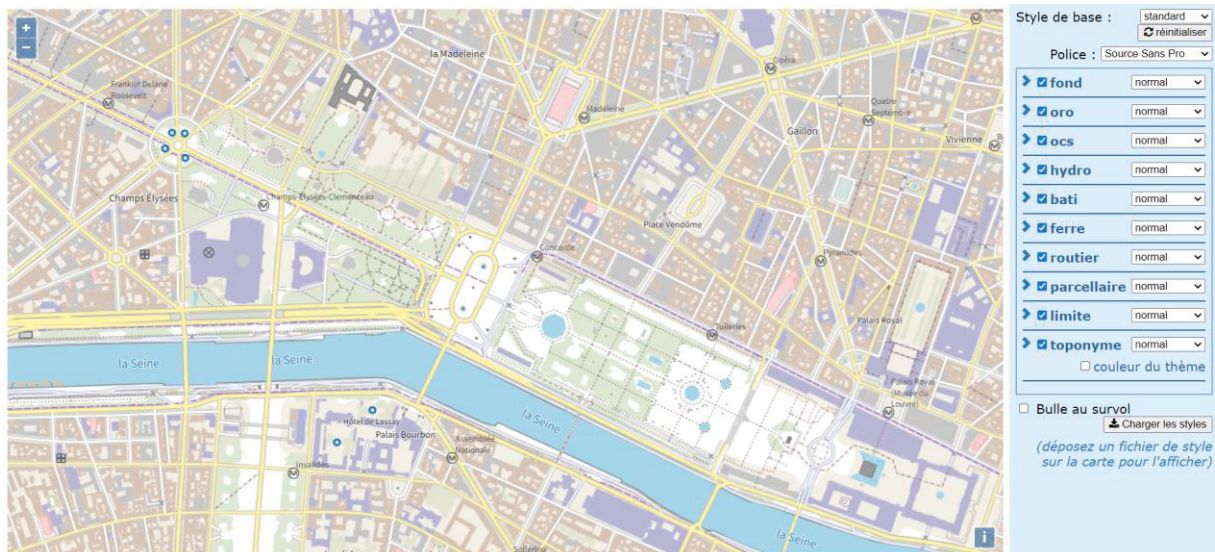 +
−
la Madeleine
Opéra
Franklin Delane
Roosevelt
Madeleine
Quatre
Septembre
Gaillon
Vivienne
Champs Élysées
Champs-Élysées-Clemenceau
Place Vendôme
Concorde
Pyramides
Tuileries
Palais Royal
la Seine
la Seine
Palais Royal
(Musée du
Louvre)
Hôtel de Lassay
Palais Bourbon
la Seine
Assemblée
Nationale
Invalides
Solférino
i
Style de base : standard
réinitialiser
Police : Source Sans Pro
fond normal
oro normal
ocs normal
hydro normal
bati normal
ferre normal
routier normal
parcellaire normal
limite normal
toponyme normal
couleur du thème
Bulle au survol
Charger les styles
(déposez un fichier de style
sur la carte pour l'afficher)